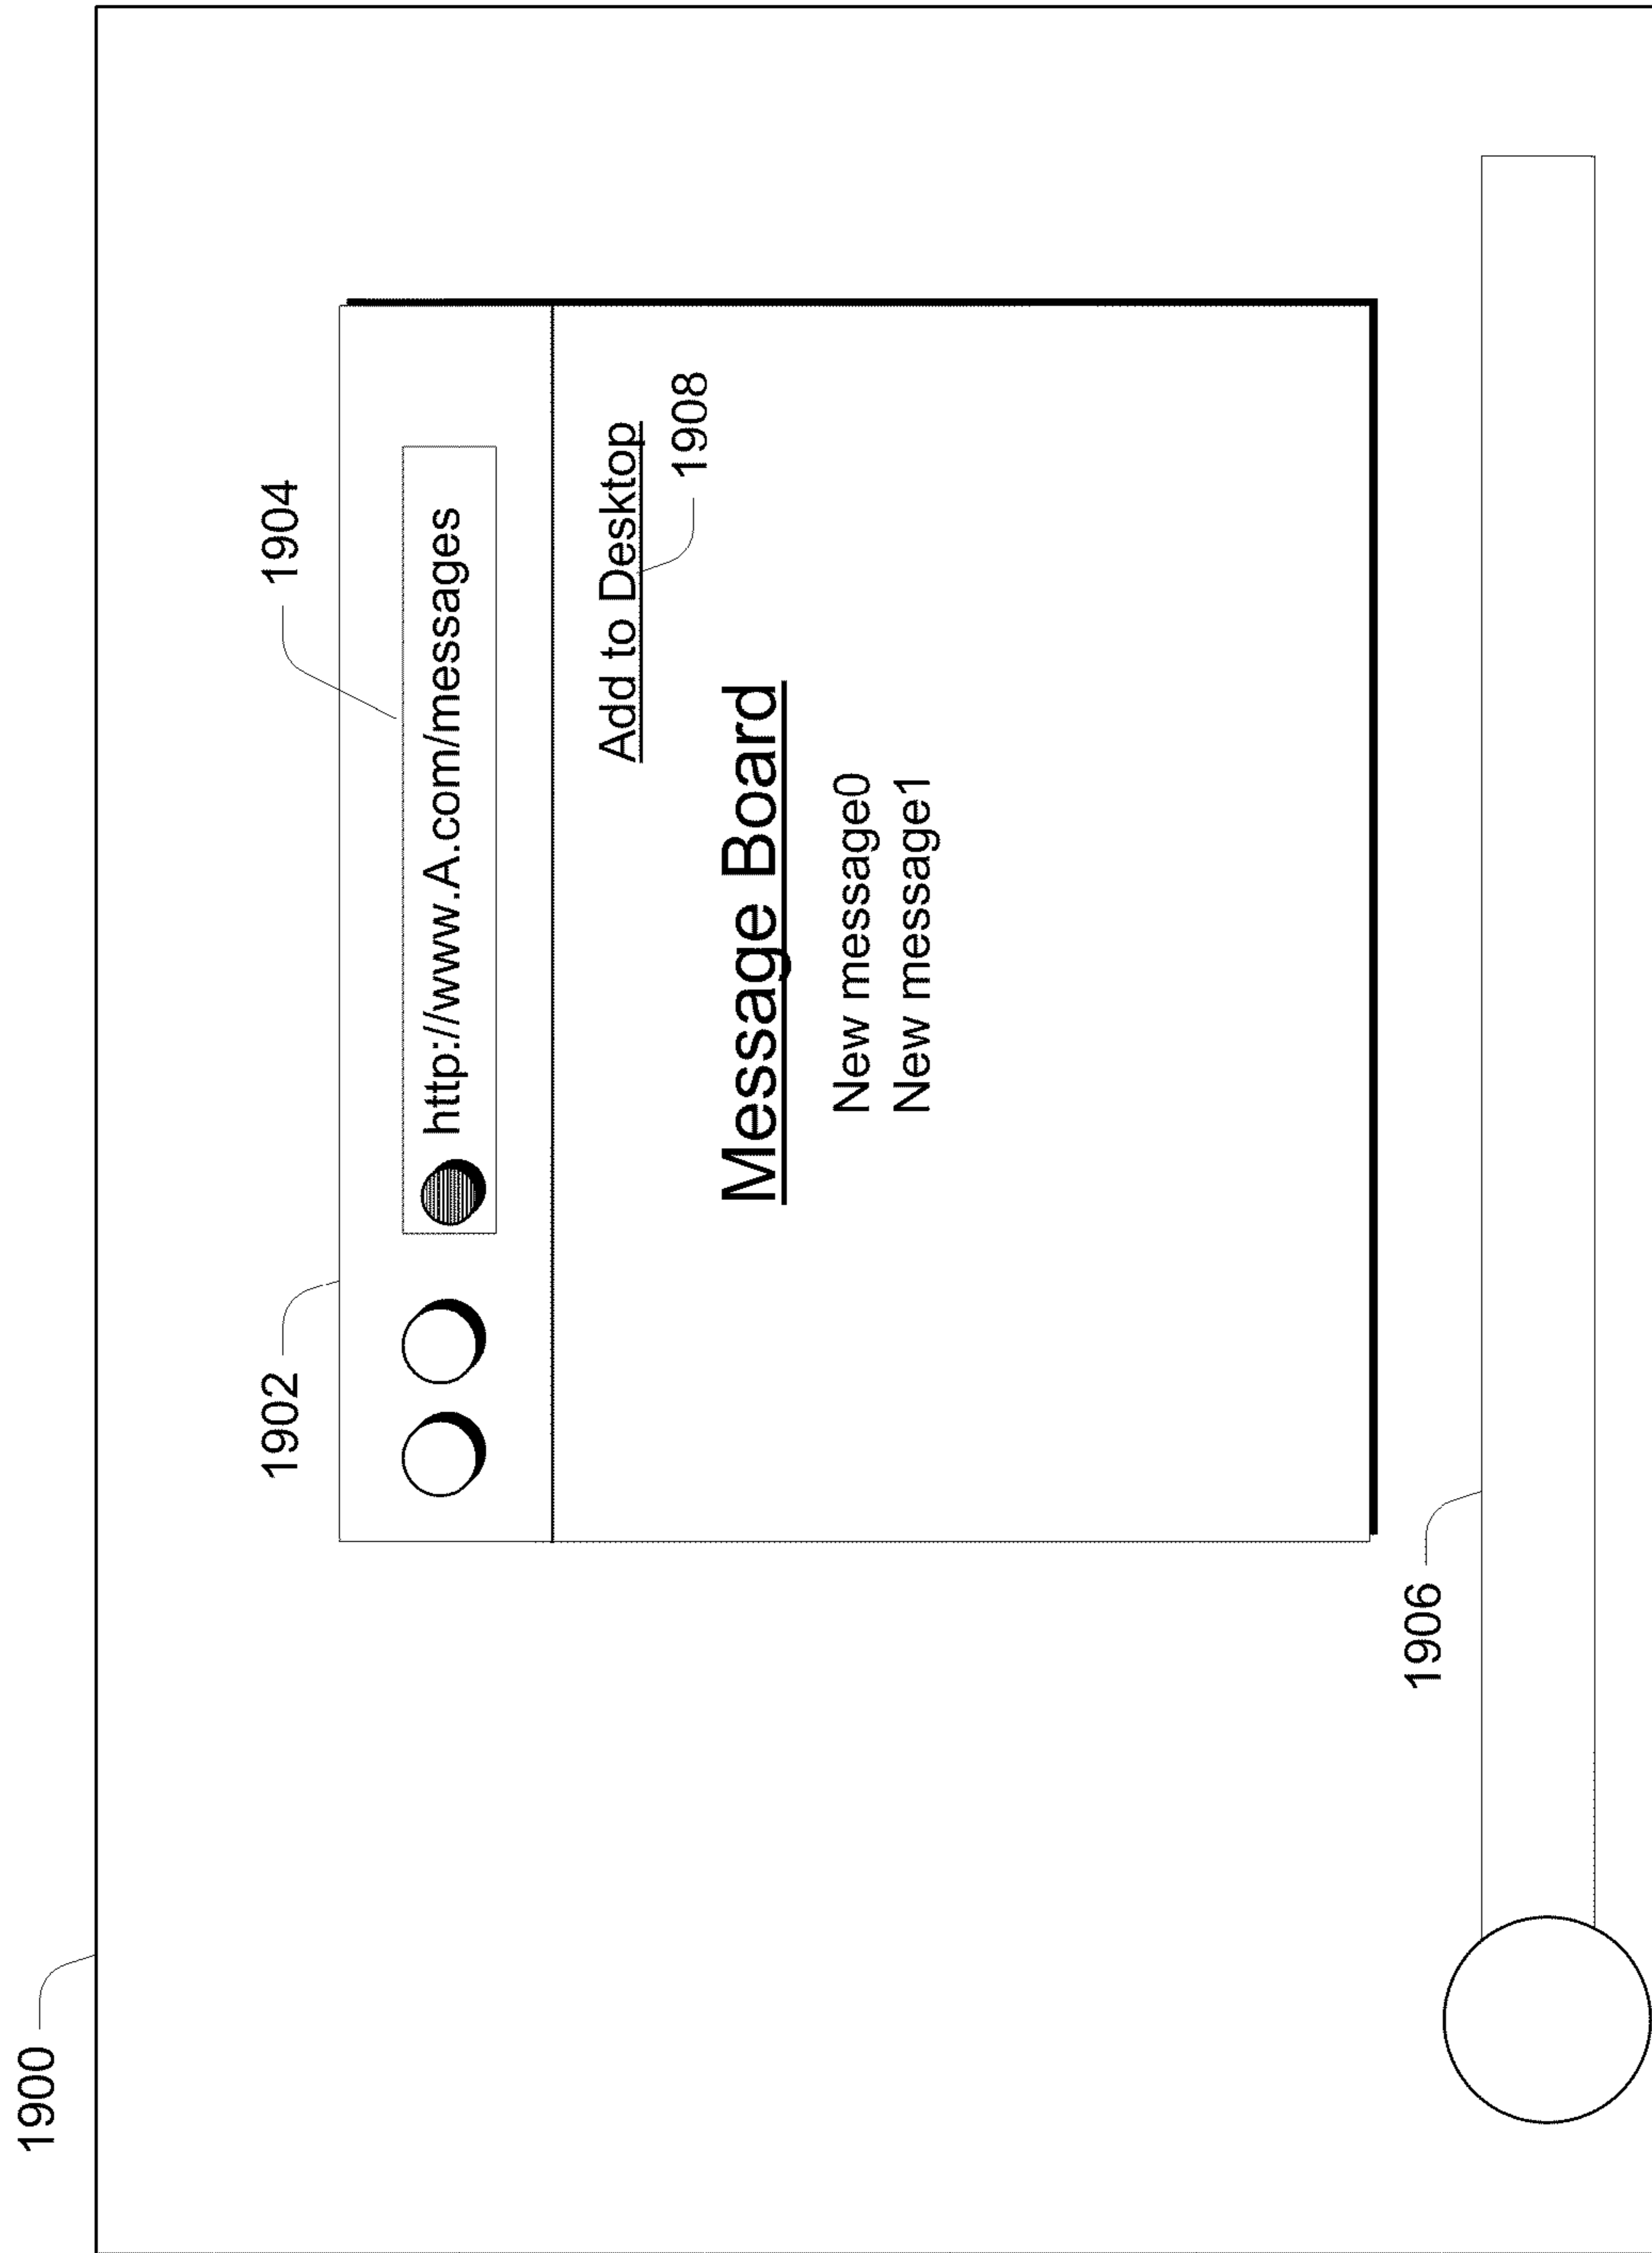 1900
1902
1904
http://www.A.com/messages
Add to Desktop
1908
Message Board
New message0
New message1
1906